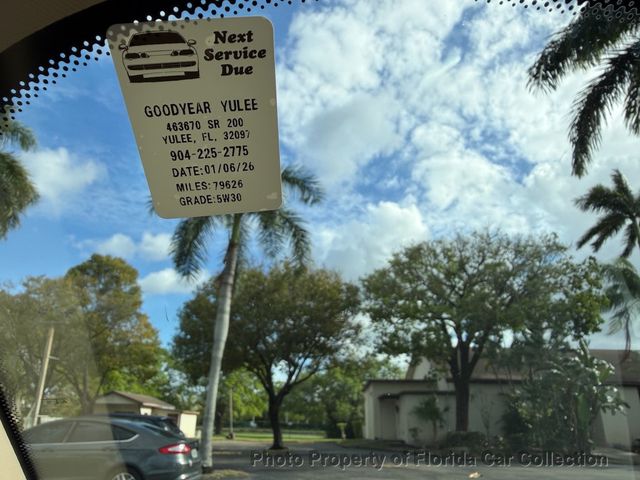 Next
Service
Due
GOODYEAR YULEE
463670 SR 200
YULEE, FL, 32097
904-225-2775
DATE:01/06/26
MILES:79626
GRADE:5W30
Photo Property of Florida Car Collection